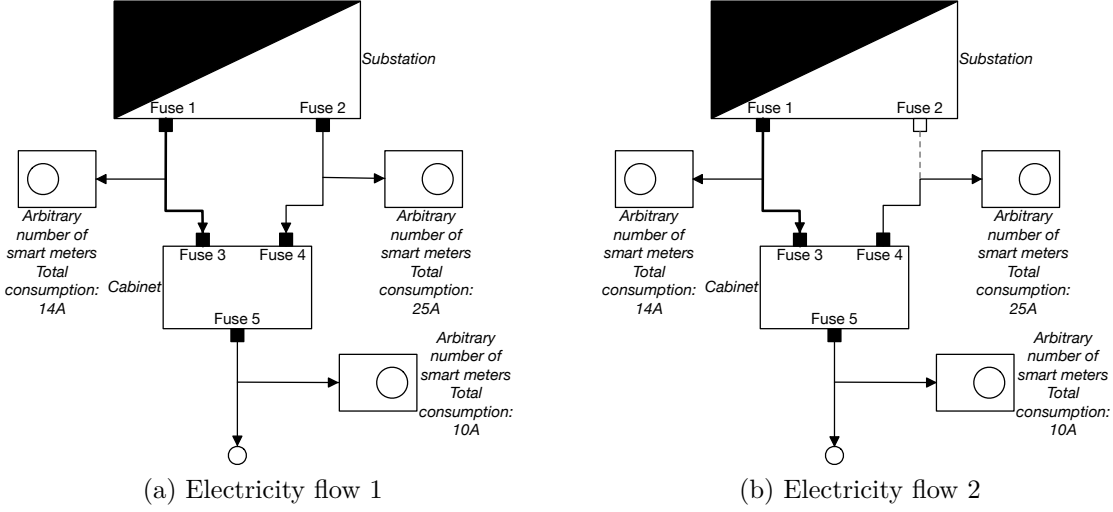 Substation
Fuse 1
Fuse 2
Arbitrary
number of
smart meters
Total
consumption:
14A
Arbitrary
number of
smart meters
Total
consumption:
25A
Fuse 3
Fuse 4
Cabinet
Fuse 5
Arbitrary
number of
smart meters
Total
consumption:
10A
(a) Electricity flow 1
Substation
Fuse 1
Fuse 2
Arbitrary
number of
smart meters
Total
consumption:
14A
Arbitrary
number of
smart meters
Total
consumption:
25A
Fuse 3
Fuse 4
Cabinet
Fuse 5
Arbitrary
number of
smart meters
Total
consumption:
10A
(b) Electricity flow 2